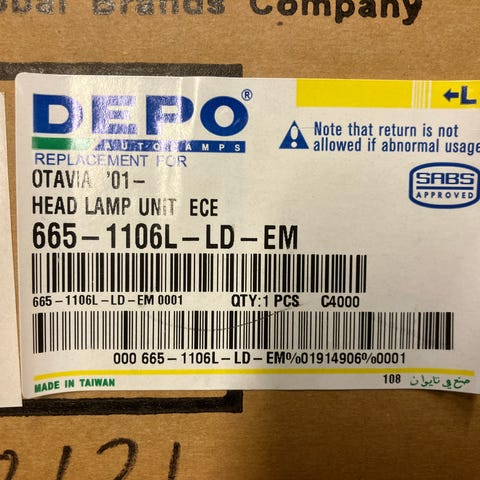 obal Brands Company
DEPO®
AUTO LAMPS
REPLACEMENT FOR
←L
Note that return is not
allowed if abnormal usage
SABS
APPROVED
OTAVIA '01-
HEAD LAMP UNIT ECE
665-1106L-LD-EM
665-1106L-LD-EM 0001 QTY:1 PCS C4000
000 665-1106L-LD-EM%01914906%0001
MADE IN TAIWAN 108 صنع في تايوان
2121